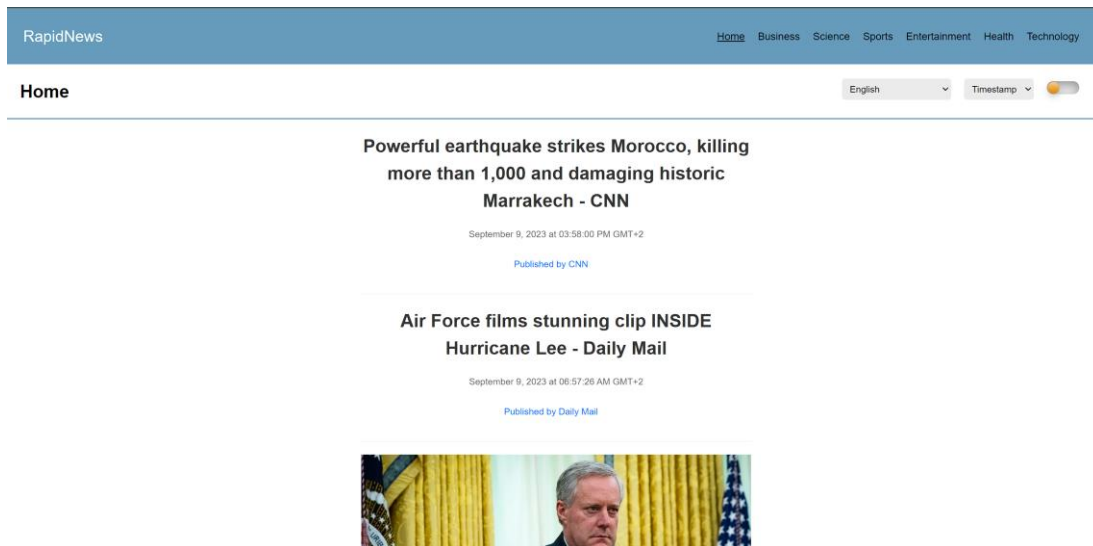 RapidNews
Home Business Science Sports Entertainment Health Technology
Home
English
Timestamp
Powerful earthquake strikes Morocco, killing
more than 1,000 and damaging historic
Marrakech - CNN
September 9, 2023 at 03:58:00 PM GMT+2
Published by CNN
Air Force films stunning clip INSIDE
Hurricane Lee - Daily Mail
September 9, 2023 at 06:57:26 AM GMT+2
Published by Daily Mail